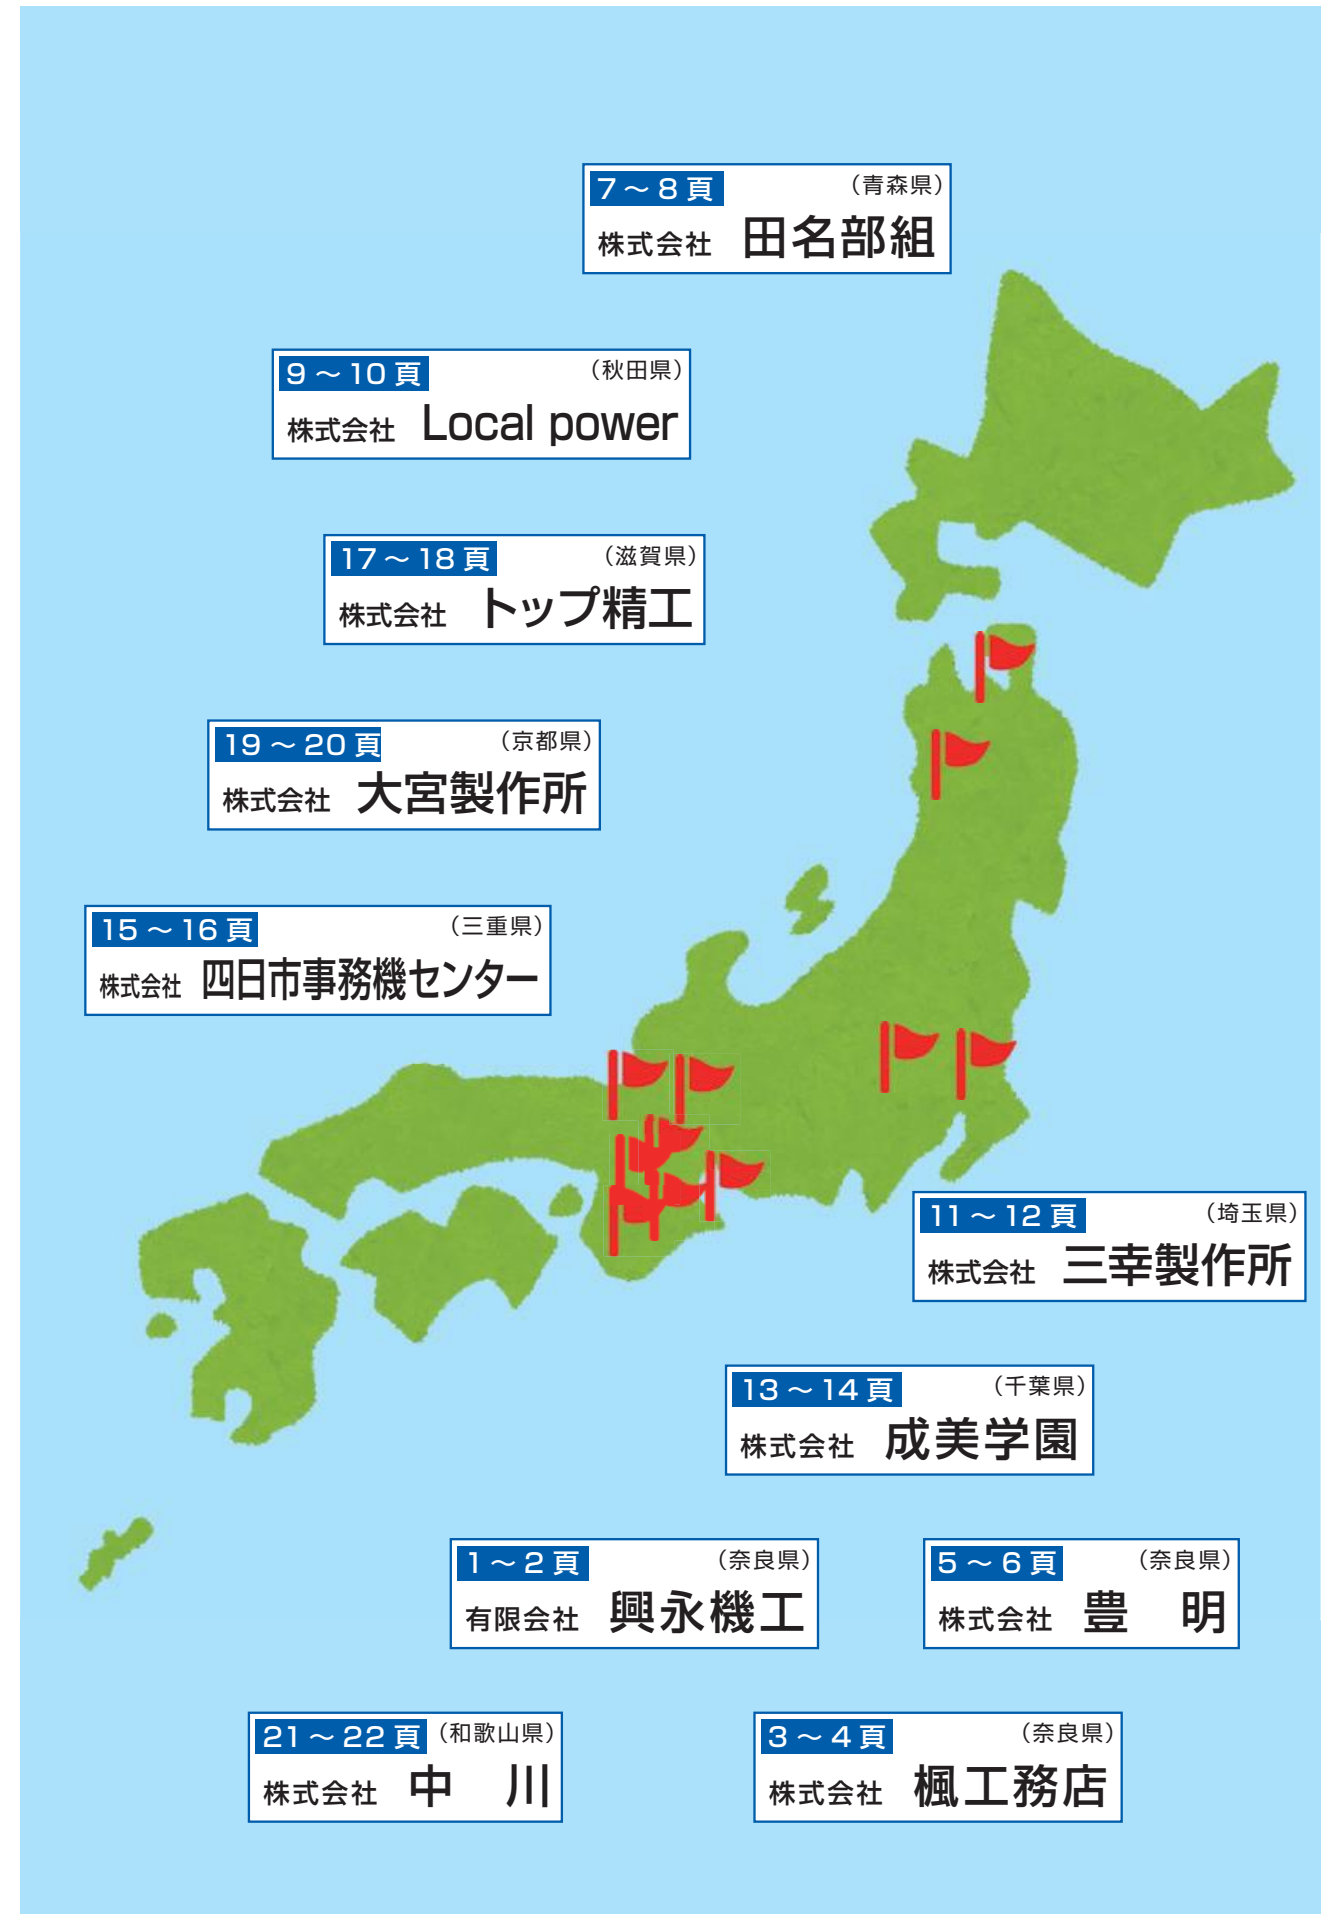 7～8頁 （青森県）
株式会社 田名部組
9～10頁 （秋田県）
株式会社 Local power
17～18頁 （滋賀県）
株式会社 トップ精工
19～20頁 （京都県）
株式会社 大宮製作所
15～16頁 （三重県）
株式会社 四日市事務機センター
11～12頁 （埼玉県）
株式会社 三幸製作所
13～14頁 （千葉県）
株式会社 成美学園
1～2頁 （奈良県）
有限会社 興永機工
5～6頁 （奈良県）
株式会社 豊　明
21～22頁 （和歌山県）
株式会社 中　川
3～4頁 （奈良県）
株式会社 楓工務店